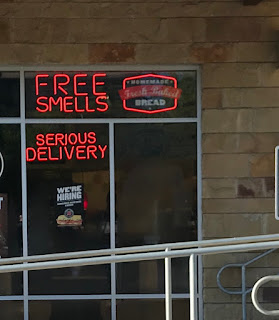 FREE
SMELLS
HOMEMADE
Fresh Baked
BREAD
SERIOUS
DELIVERY
WE'RE
HIRING